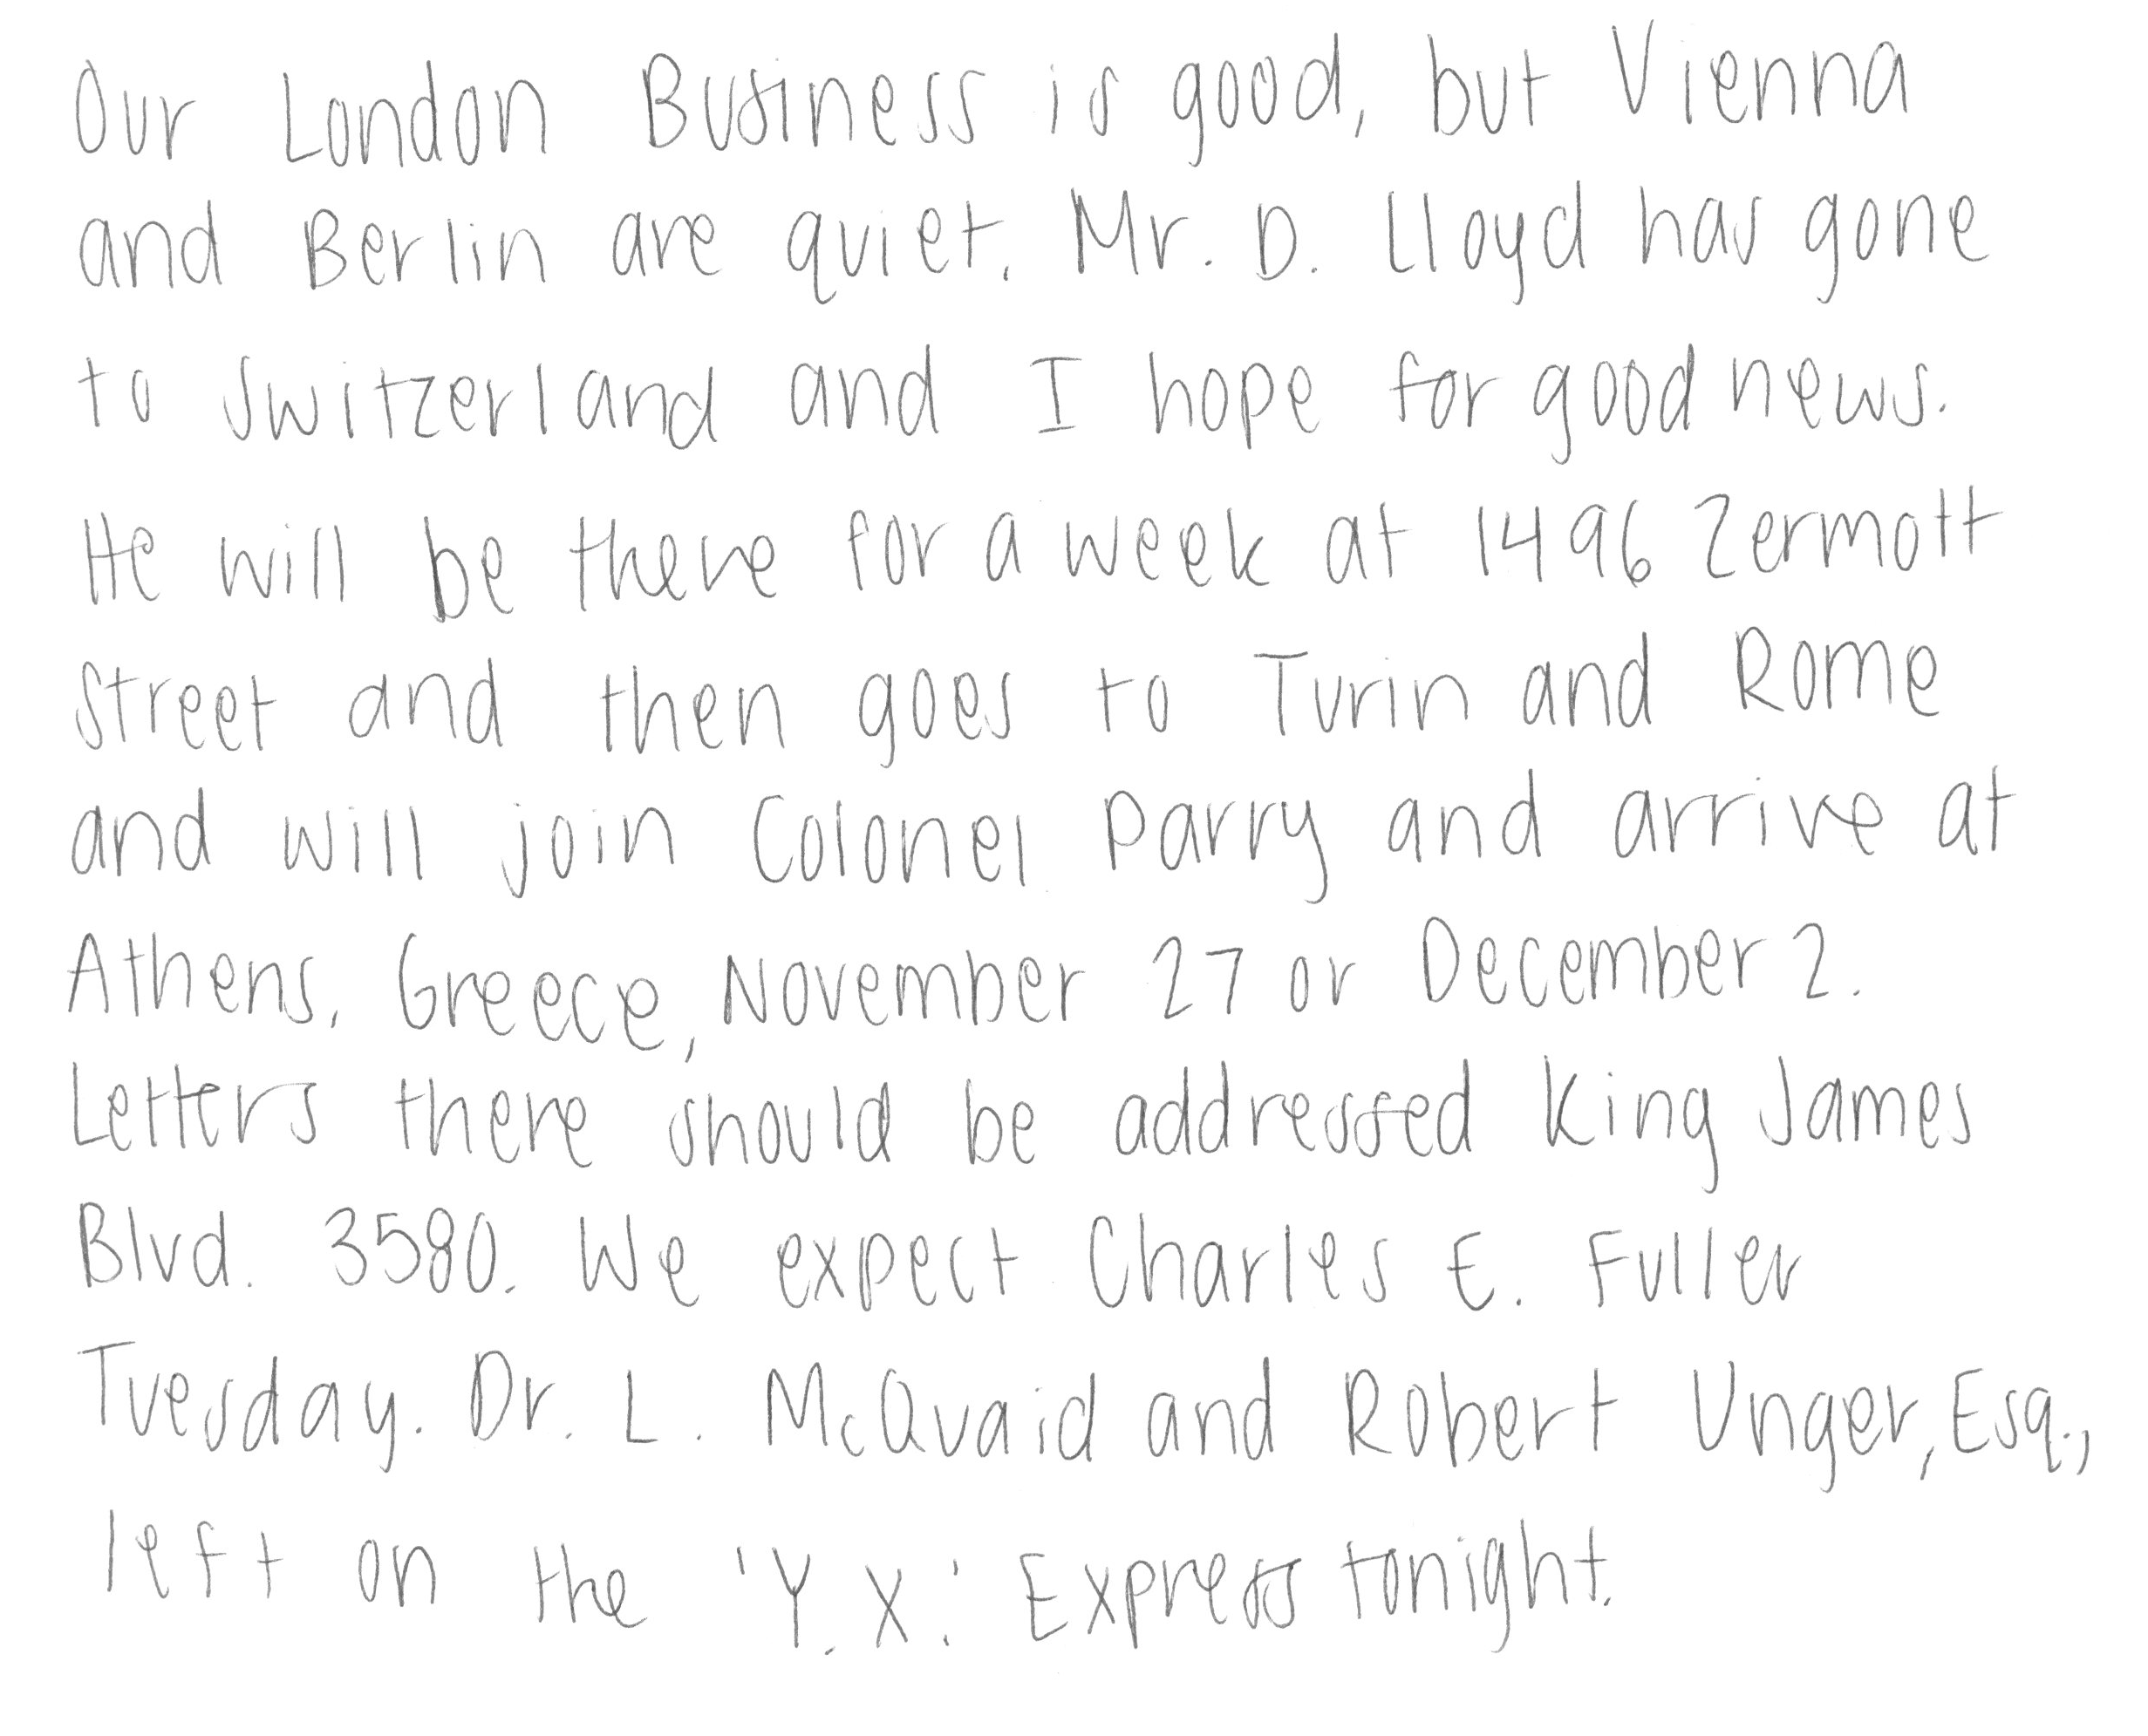 Our London Business is good, but Vienna
and Berlin are quiet. Mr. D. Lloyd has gone
to Switzerland and I hope for good news.
He will be there for a week at 1496 Zermott
Street and then goes to Turin and Rome
and will join Colonel Parry and arrive at
Athens, Greece, November 27 or December 2.
Letters there should be addressed King James
Blvd. 3580. We expect Charles E. Fuller
Tuesday. Dr. L. McQuaid and Robert Unger, Esq.,
left on the 'Y.X.' Express tonight.